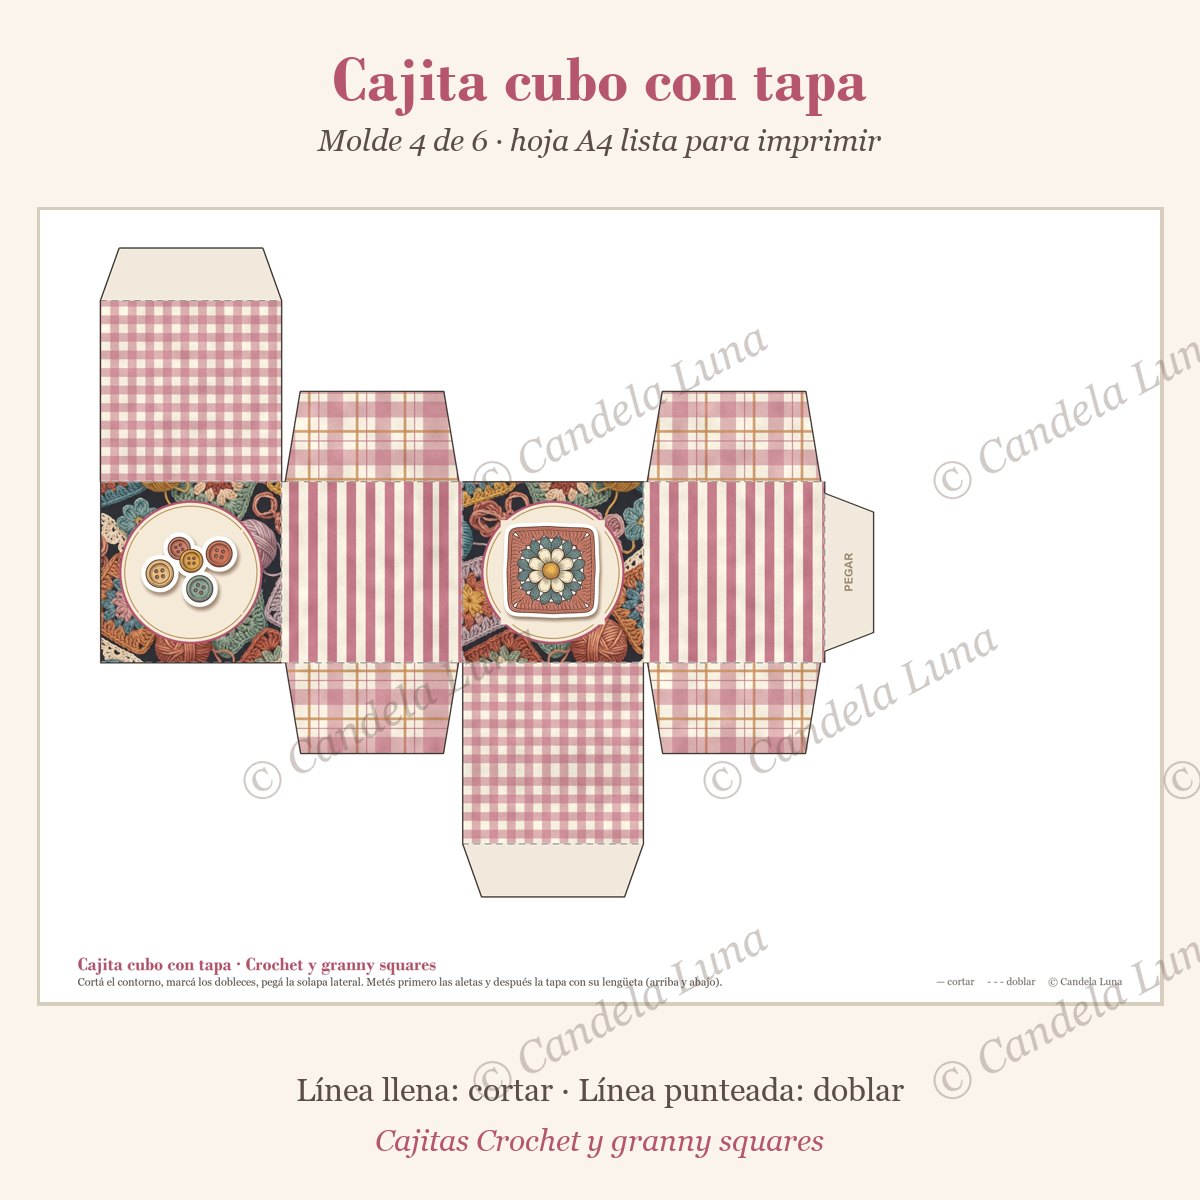 Cajita cubo con tapa
Molde 4 de 6 · hoja A4 lista para imprimir
© Candela Luna
© Candela Lun
PEGAR
© Candela Luna
© Candela Luna
©
Cajita cubo con tapa · Crochet y granny squares
Cortá el contorno, marcá los dobleces, pegá la solapa lateral. Metés primero las aletas y después la tapa con su lengüeta (arriba y abajo).
— cortar - - - doblar © Candela Luna
© Candela Luna
© Candela Lun
Línea llena: cortar · Línea punteada: doblar
Cajitas Crochet y granny squares